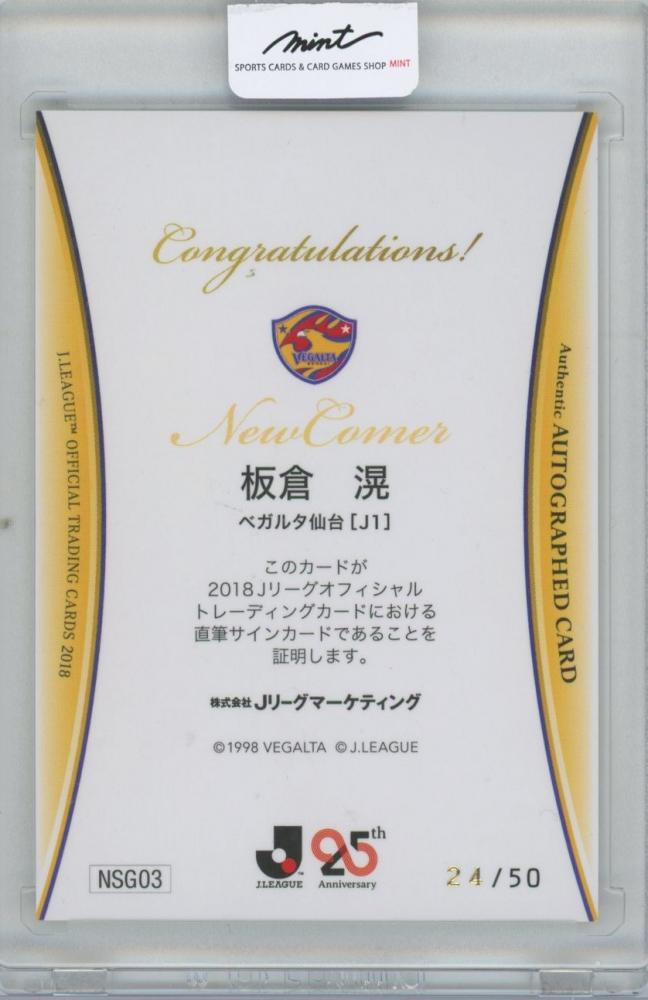 mint
SPORTS CARDS & CARD GAMES SHOP MINT
Congratulations!
VEGALTA
NewComer
板倉 滉
ベガルタ仙台[J1]
このカードが
2018Jリーグオフィシャル
トレーディングカードにおける
直筆サインカードであることを
証明します。
株式会社Jリーグマーケティング
©1998 VEGALTA ©J.LEAGUE
J.LEAGUE™ OFFICIAL TRADING CARDS 2018
Authentic AUTOGRAPHED CARD
NSG03
J.LEAGUE™
25th
Anniversary
24/50